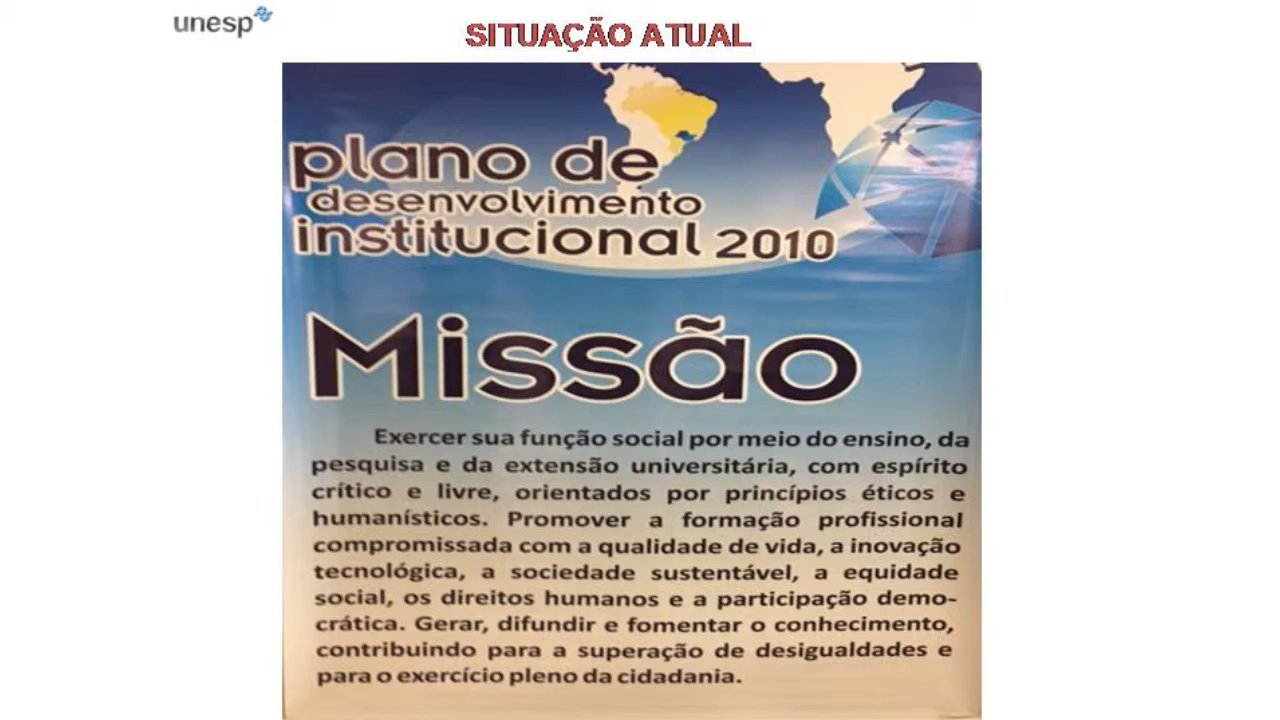 unesp
SITUAÇÃO ATUAL
plano de
desenvolvimento
institucional 2010
Missão
Exercer sua função social por meio do ensino, da
pesquisa e da extensão universitária, com espírito
crítico e livre, orientados por princípios éticos e
humanísticos. Promover a formação profissional
compromissada com a qualidade de vida, a inovação
tecnológica, a sociedade sustentável, a equidade
social, os direitos humanos e a participação demo-
crática. Gerar, difundir e fomentar o conhecimento,
contribuindo para a superação de desigualdades e
para o exercício pleno da cidadania.